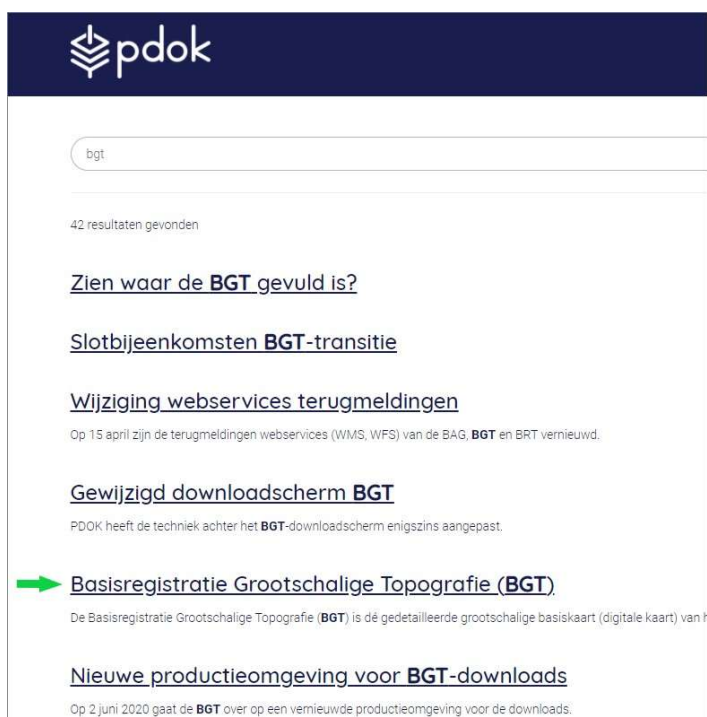 pdok
bgt
42 resultaten gevonden
Zien waar de BGT gevuld is?
Slotbijeenkomsten BGT-transitie
Wijziging webservices terugmeldingen
Op 15 april zijn de terugmeldingen webservices (WMS, WFS) van de BAG, BGT en BRT vernieuwd.
Gewijzigd downloadscherm BGT
PDOK heeft de techniek achter het BGT-downloadscherm enigszins aangepast.
Basisregistratie Grootschalige Topografie (BGT)
De Basisregistratie Grootschalige Topografie (BGT) is dé gedetailleerde grootschalige basiskaart (digitale kaart) van h
Nieuwe productieomgeving voor BGT-downloads
Op 2 juni 2020 gaat de BGT over op een vernieuwde productieomgeving voor de downloads.